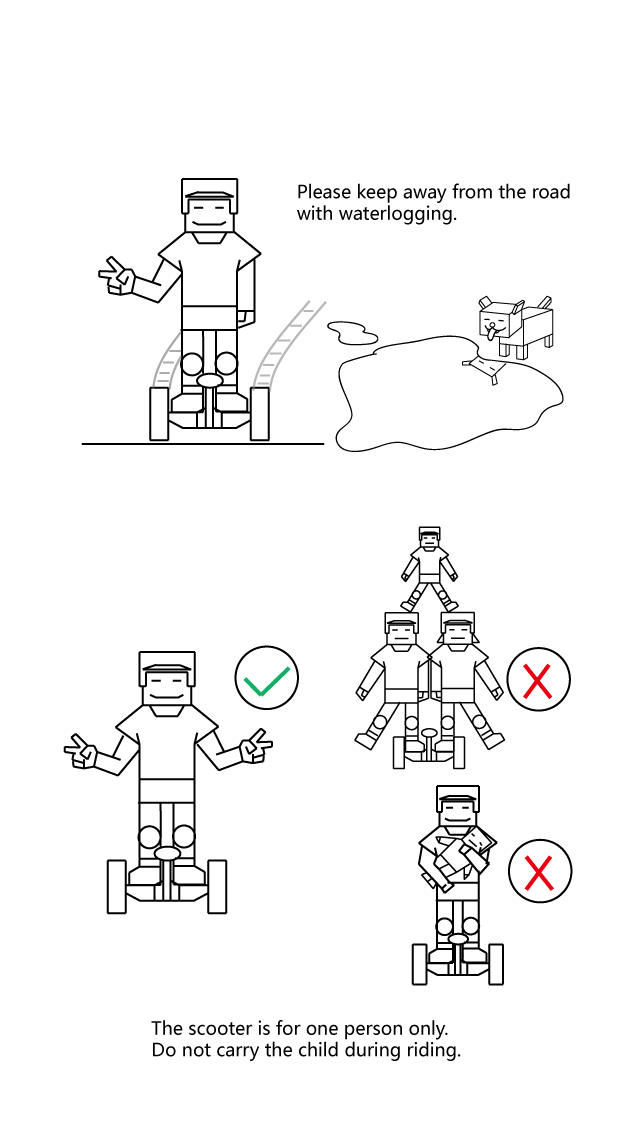 Please keep away from the road
with waterlogging.
The scooter is for one person only.
Do not carry the child during riding.